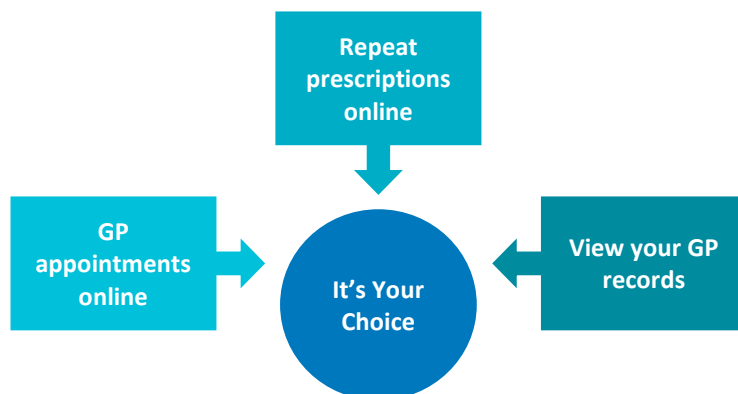 Repeat
prescriptions
online
GP
appointments
online
It’s Your
Choice
View your GP
records